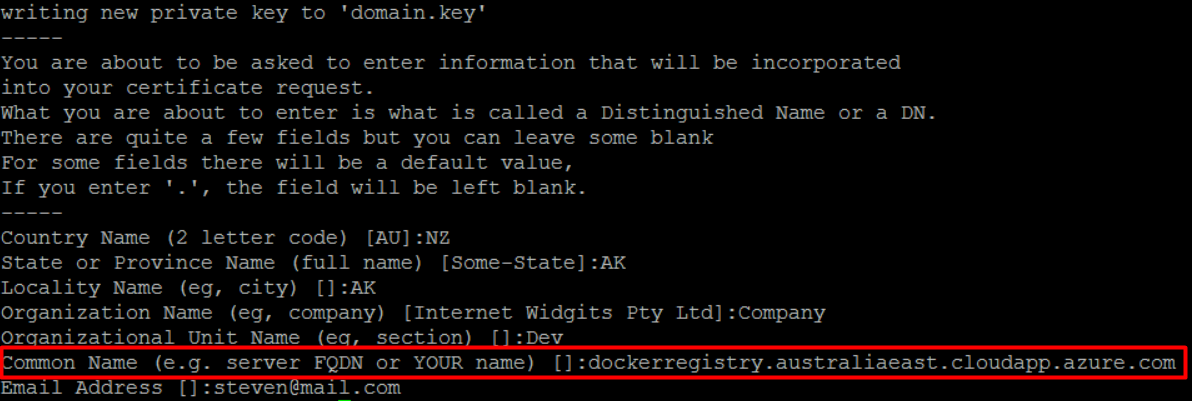 writing new private key to 'domain.key'
-----
You are about to be asked to enter information that will be incorporated
into your certificate request.
What you are about to enter is what is called a Distinguished Name or a DN.
There are quite a few fields but you can leave some blank
For some fields there will be a default value,
If you enter '.', the field will be left blank.
-----
Country Name (2 letter code) [AU]:NZ
State or Province Name (full name) [Some-State]:AK
Locality Name (eg, city) []:AK
Organization Name (eg, company) [Internet Widgits Pty Ltd]:Company
Organizational Unit Name (eg, section) []:Dev
Common Name (e.g. server FQDN or YOUR name) []:dockerregistry.australiaeast.cloudapp.azure.com
Email Address []:steven@mail.com